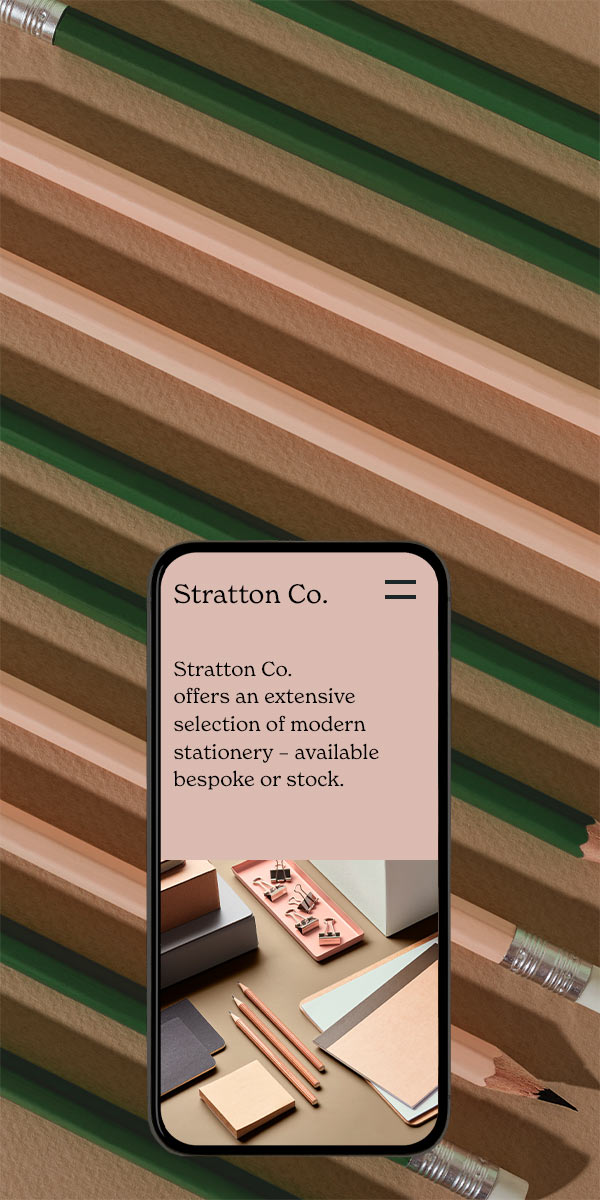 Stratton Co.
Stratton Co.
offers an extensive
selection of modern
stationery – available
bespoke or stock.